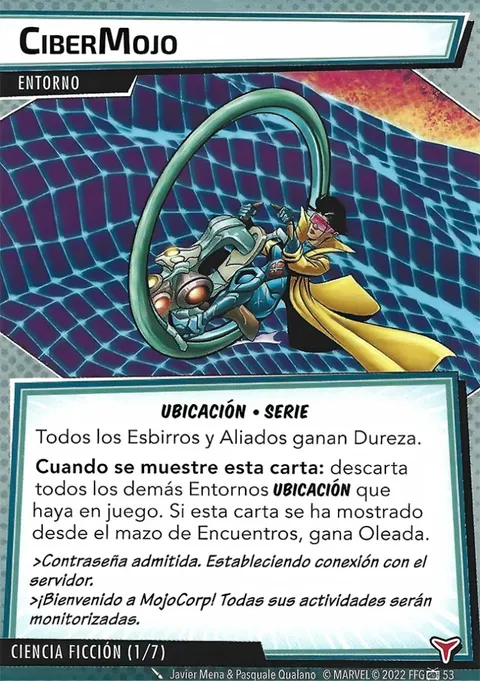 CiberMojo
ENTORNO
UBICACIÓN • SERIE
Todos los Esbirros y Aliados ganan Dureza.
Cuando se muestre esta carta: descarta
todos los demás Entornos UBICACIÓN que
haya en juego. Si esta carta se ha mostrado
desde el mazo de Encuentros, gana Oleada.
>Contraseña admitida. Estableciendo conexión con el
servidor.
>¡Bienvenido a MojoCorp! Todas sus actividades serán
monitorizadas.
CIENCIA FICCIÓN (1/7)
Javier Mena & Pasquale Qualano © MARVEL © 2022 FFG 53